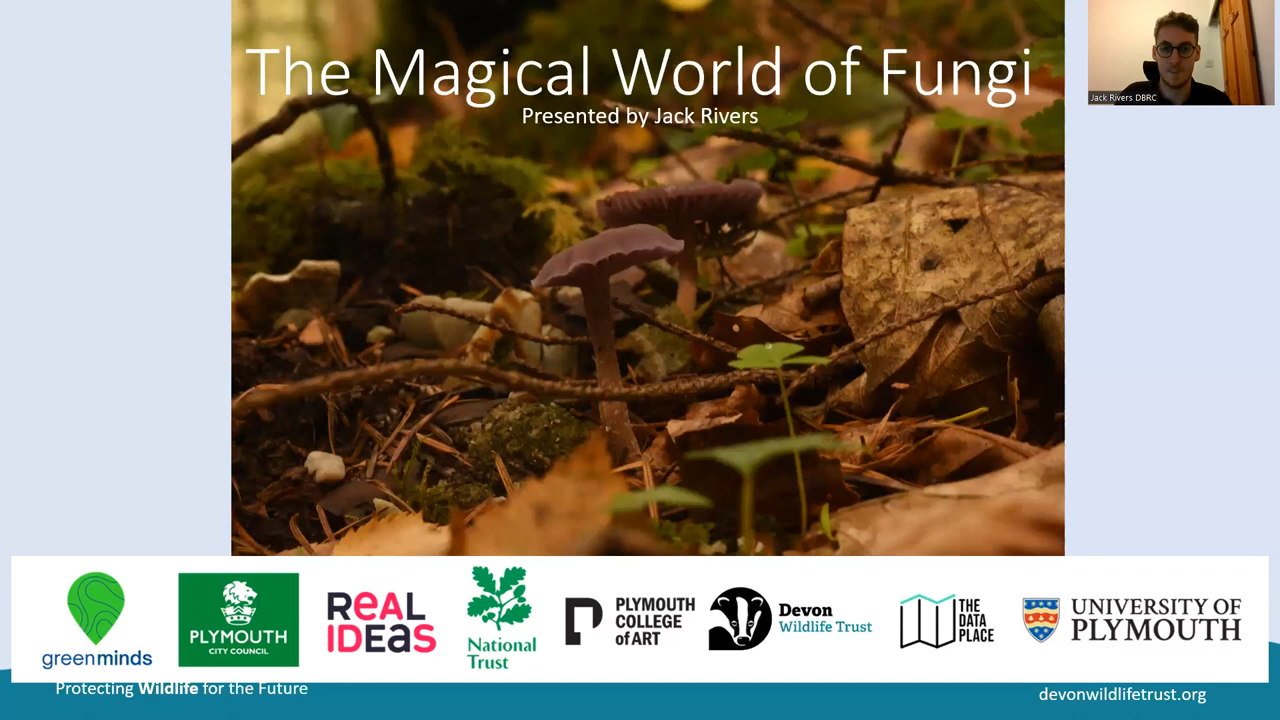 The Magical World of Fungi
Presented by Jack Rivers
Jack Rivers DBRC
greenminds
PLYMOUTH
CITY COUNCIL
ReAL
IDeas
National
Trust
PLYMOUTH
COLLEGE
of ART
Devon
Wildlife Trust
THE
DATA
PLACE
UNIVERSITY OF
PLYMOUTH
Protecting Wildlife for the Future
devonwildlifetrust.org